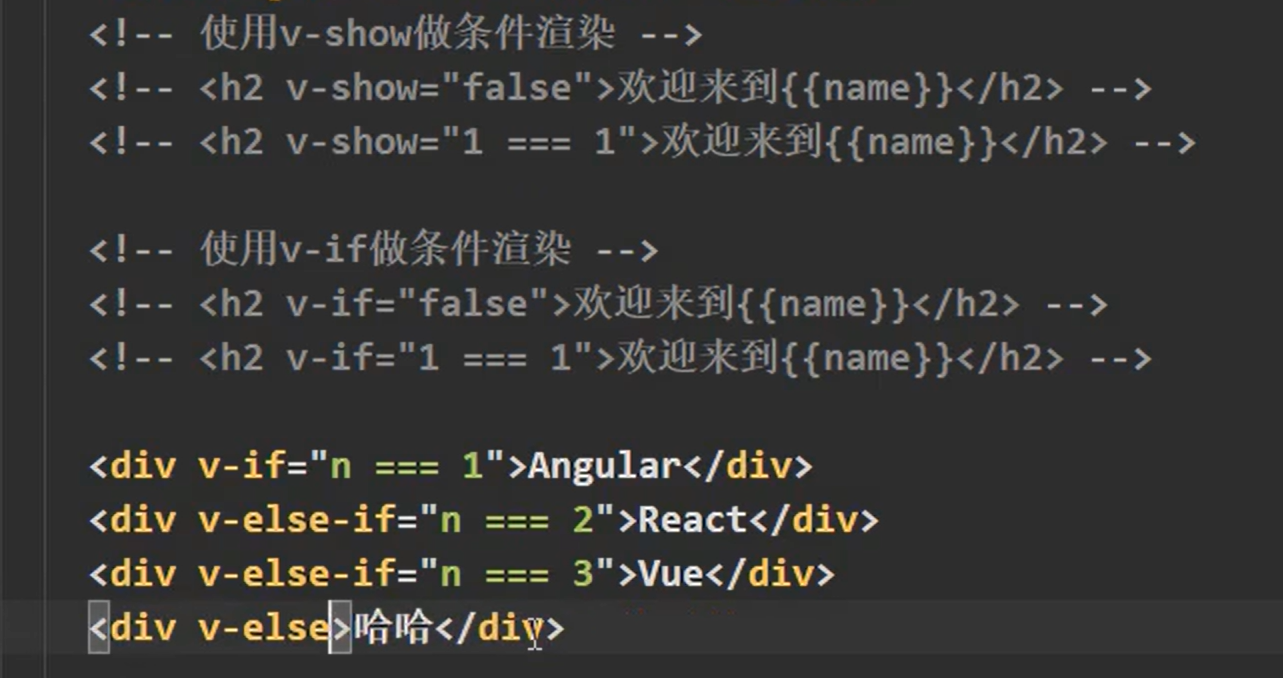 <!-- 使用v-show做条件渲染 -->
<!-- <h2 v-show="false">欢迎来到{{name}}</h2> -->
<!-- <h2 v-show="1 === 1">欢迎来到{{name}}</h2> -->
<!-- 使用v-if做条件渲染 -->
<!-- <h2 v-if="false">欢迎来到{{name}}</h2> -->
<!-- <h2 v-if="1 === 1">欢迎来到{{name}}</h2> -->
<div v-if="n === 1">Angular</div>
<div v-else-if="n === 2">React</div>
<div v-else-if="n === 3">Vue</div>
<div v-else>哈哈</div>